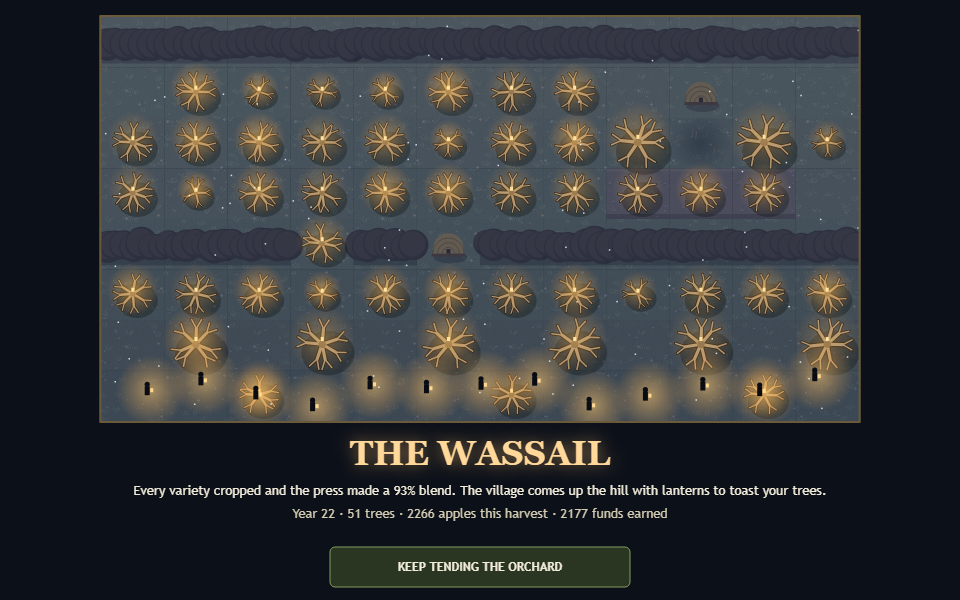 THE WASSAIL
Every variety cropped and the press made a 93% blend. The village comes up the hill with lanterns to toast your trees.
Year 22 · 51 trees · 2266 apples this harvest · 2177 funds earned
KEEP TENDING THE ORCHARD